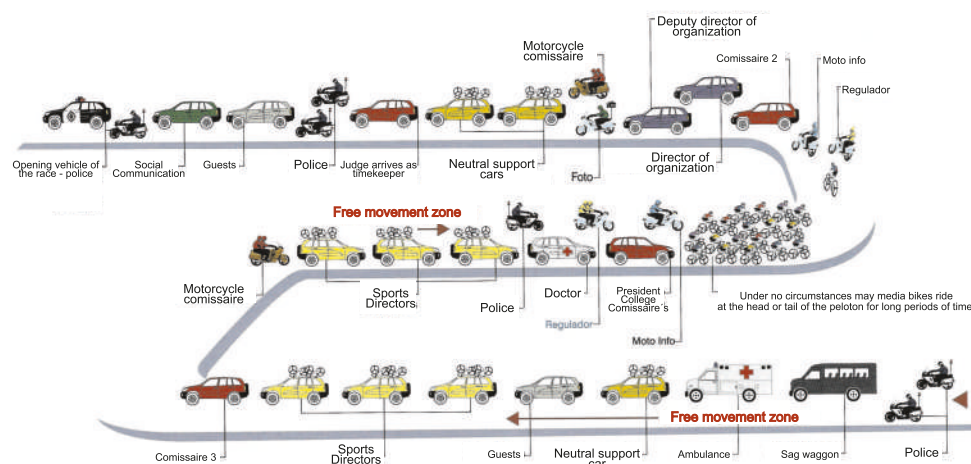 Deputy director of
organization
Motorcycle
comissaire
Comissaire 2
Moto info
Regulador
Opening vehicle of
the race - police
Social
Communication
Guests
Police
Judge arrives as
timekeeper
Neutral support
cars
Foto
Director of
organization
Free movement zone
Motorcycle
comissaire
Sports
Directors
Police
Doctor
Regulador
President
College
Comissaire´s
Moto Info
Under no circumstances may media bikes ride
at the head or tail of the peloton for long periods of time
Free movement zone
Comissaire 3
Sports
Directors
Guests
Neutral support
car
Ambulance
Sag waggon
Police